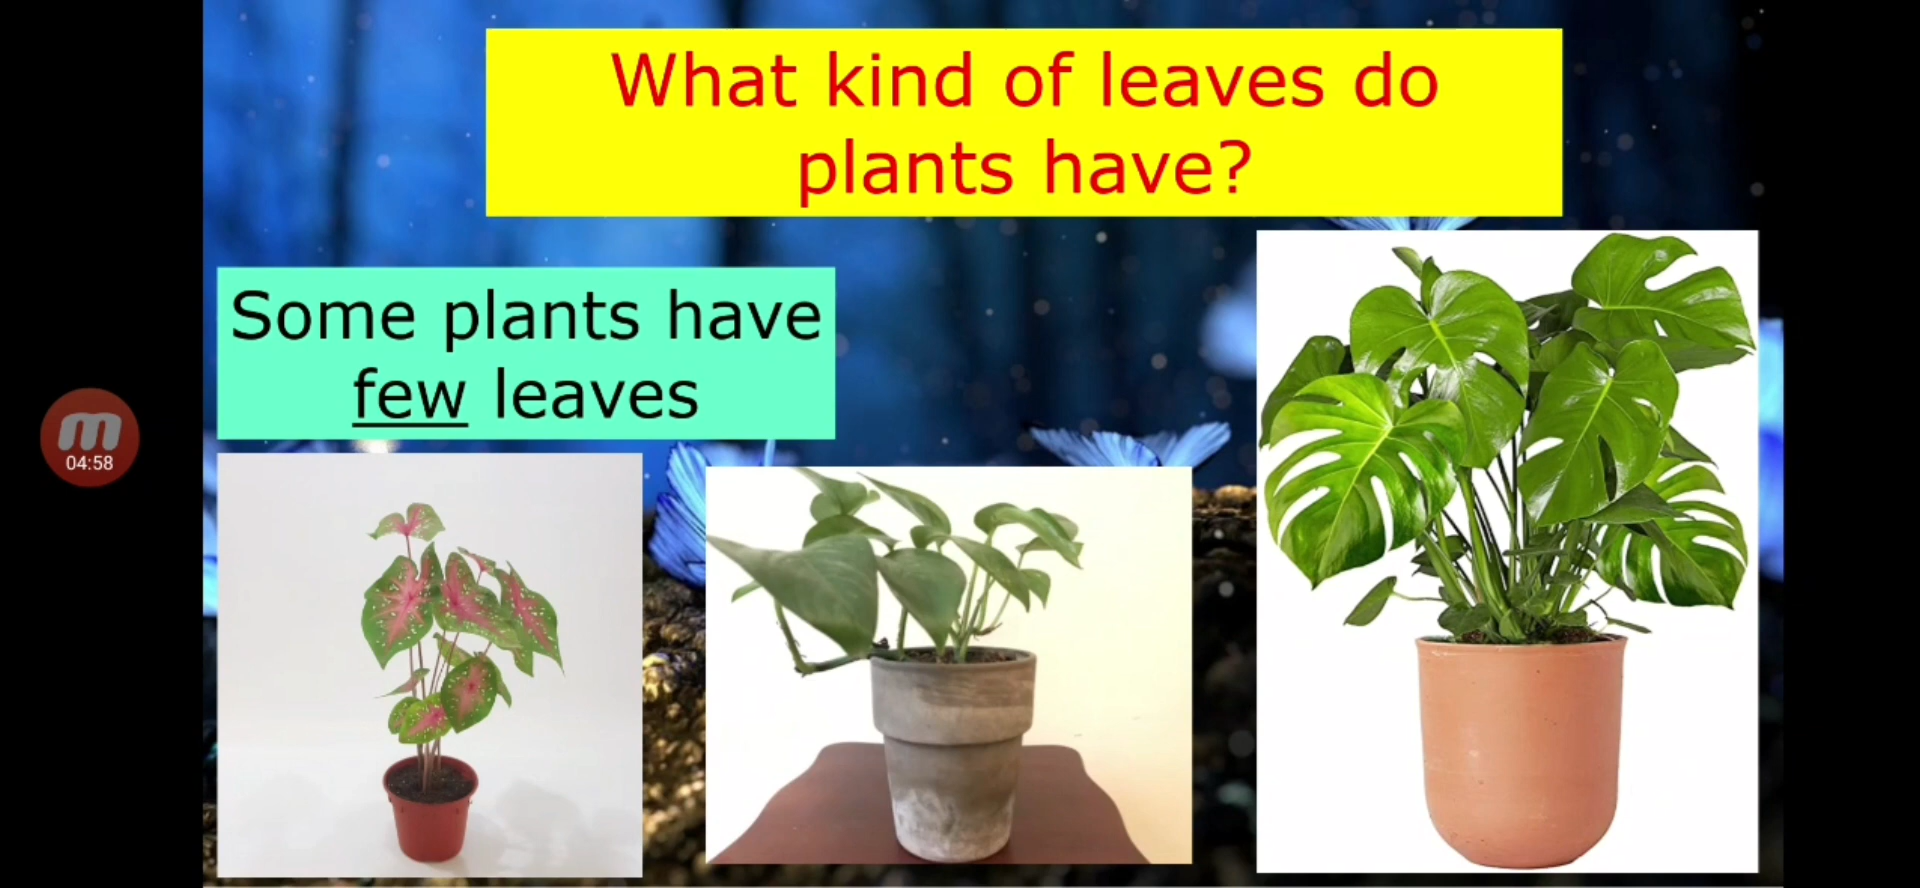 What kind of leaves do
plants have?
Some plants have
few leaves
m
04:58